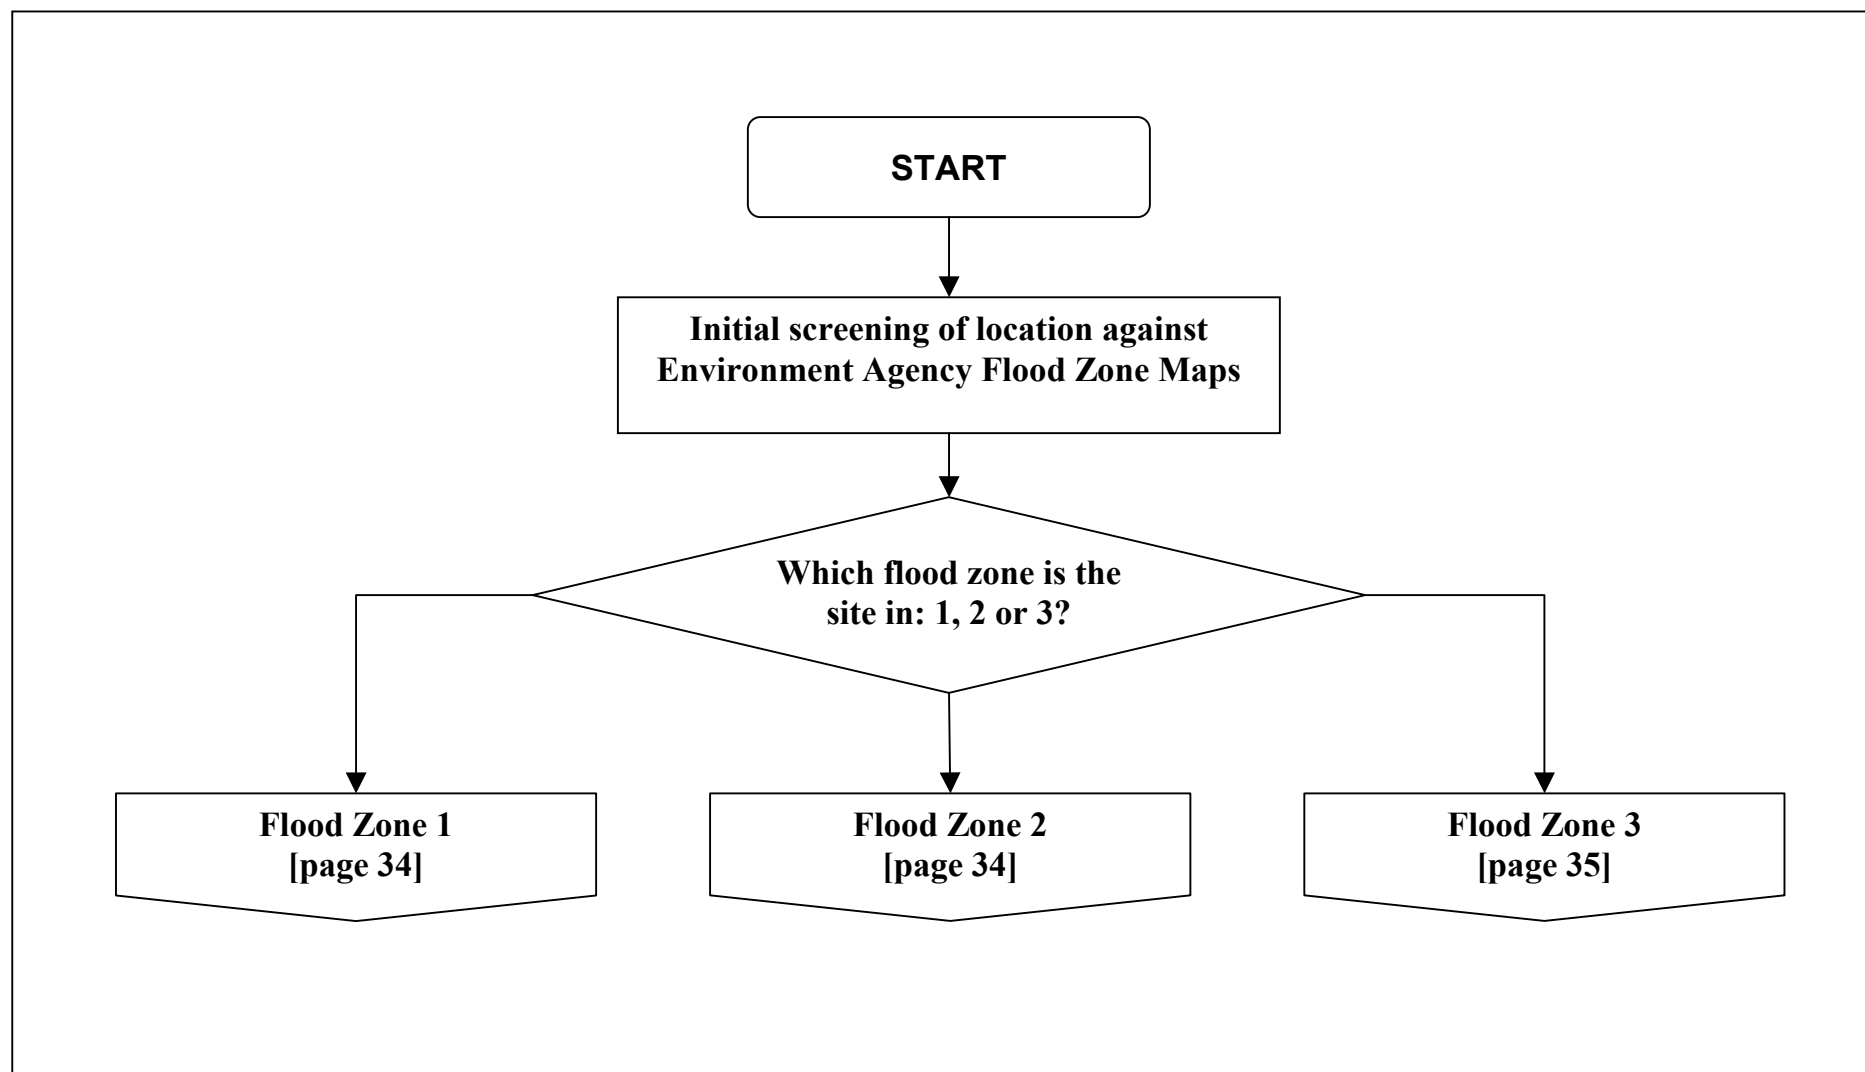 START
Initial screening of location against
Environment Agency Flood Zone Maps
Which flood zone is the
site in: 1, 2 or 3?
Flood Zone 1
[page 34]
Flood Zone 2
[page 34]
Flood Zone 3
[page 35]